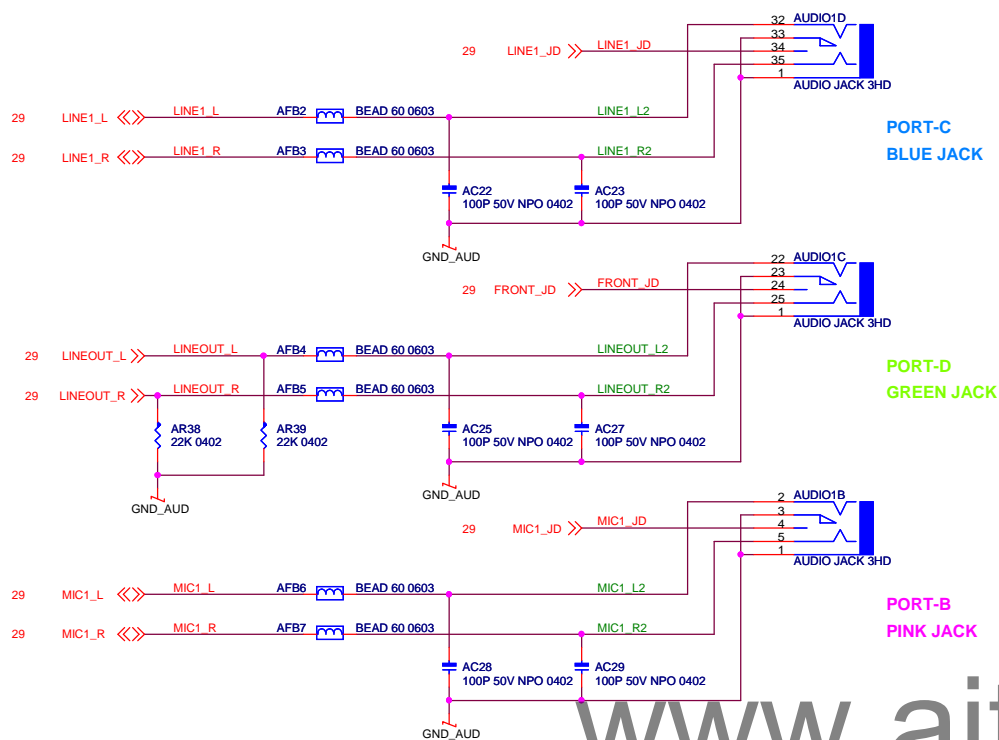 32 AUDIO1D
33
29 LINE1_JD LINE1_JD 34
35
1
AUDIO JACK 3HD
29 LINE1_L LINE1_L AFB2 BEAD 60 0603 LINE1_L2
PORT-C
29 LINE1_R LINE1_R AFB3 BEAD 60 0603 LINE1_R2
BLUE JACK
AC22 AC23
100P 50V NPO 0402 100P 50V NPO 0402
GND_AUD
22 AUDIO1C
23
29 FRONT_JD FRONT_JD 24
25
1
AUDIO JACK 3HD
29 LINEOUT_L LINEOUT_L AFB4 BEAD 60 0603 LINEOUT_L2
PORT-D
29 LINEOUT_R LINEOUT_R AFB5 BEAD 60 0603 LINEOUT_R2
GREEN JACK
AR38 AR39 AC25 AC27
22K 0402 22K 0402 100P 50V NPO 0402 100P 50V NPO 0402
GND_AUD
GND_AUD
2 AUDIO1B
3
29 MIC1_JD MIC1_JD 4
5
1
AUDIO JACK 3HD
29 MIC1_L MIC1_L AFB6 BEAD 60 0603 MIC1_L2
PORT-B
29 MIC1_R MIC1_R AFB7 BEAD 60 0603 MIC1_R2
PINK JACK
AC28 AC29
100P 50V NPO 0402 100P 50V NPO 0402
GND_AUD